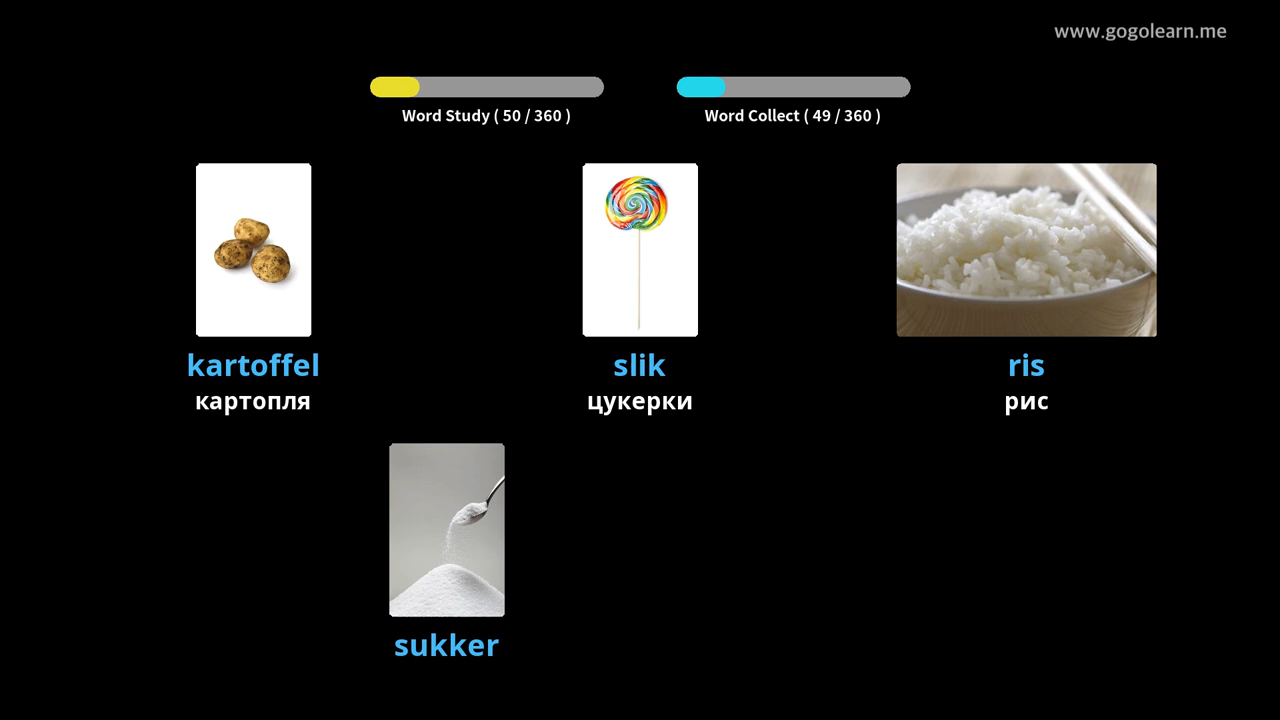 www.gogolearn.me
Word Study ( 50 / 360 )
Word Collect ( 49 / 360 )
kartoffel
картопля
slik
цукерки
ris
рис
sukker